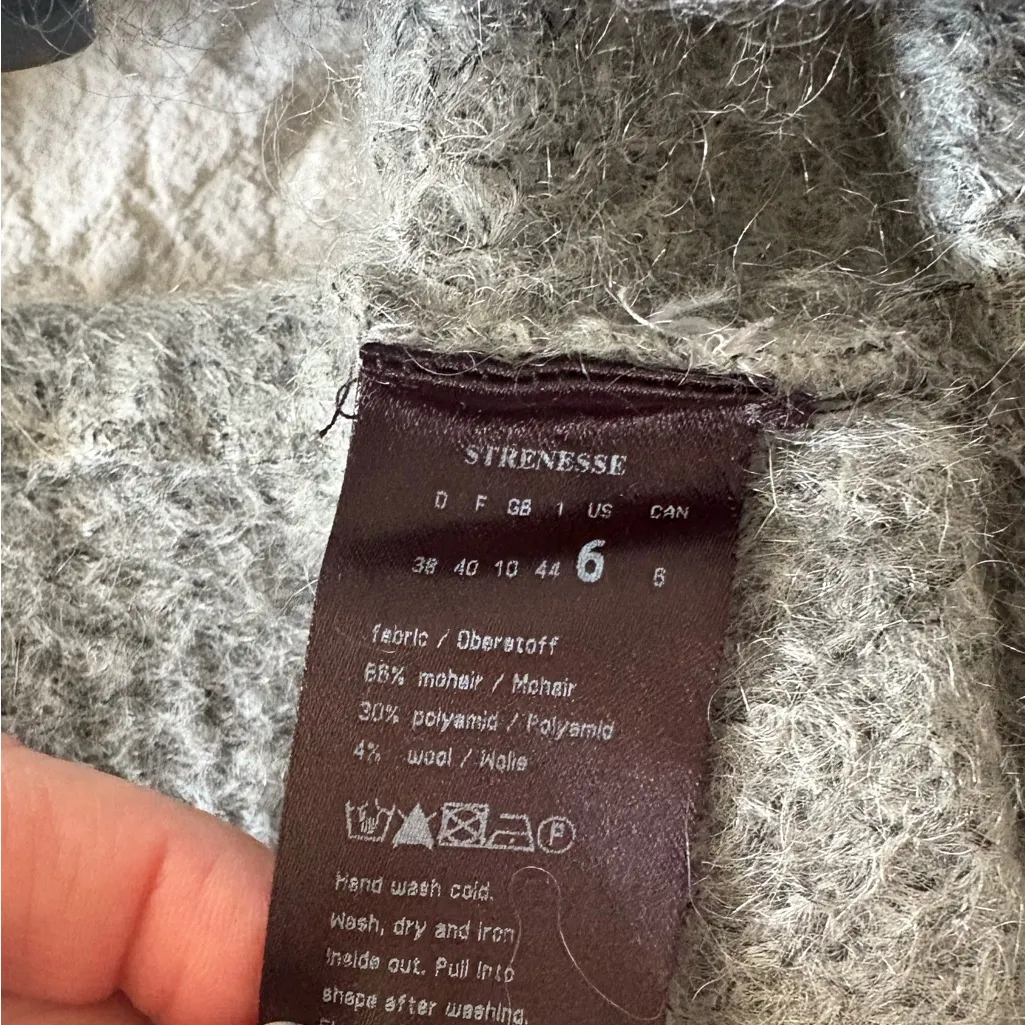 STRENESSE
D F GB I US CAN
38 40 10 44 6 6
fabric / Oberstoff
66% mohair / Mohair
30% polyamid / Polyamid
4% wool / Wolle
P
Hand wash cold.
Wash, dry and iron
inside out. Pull into
shape after washing.